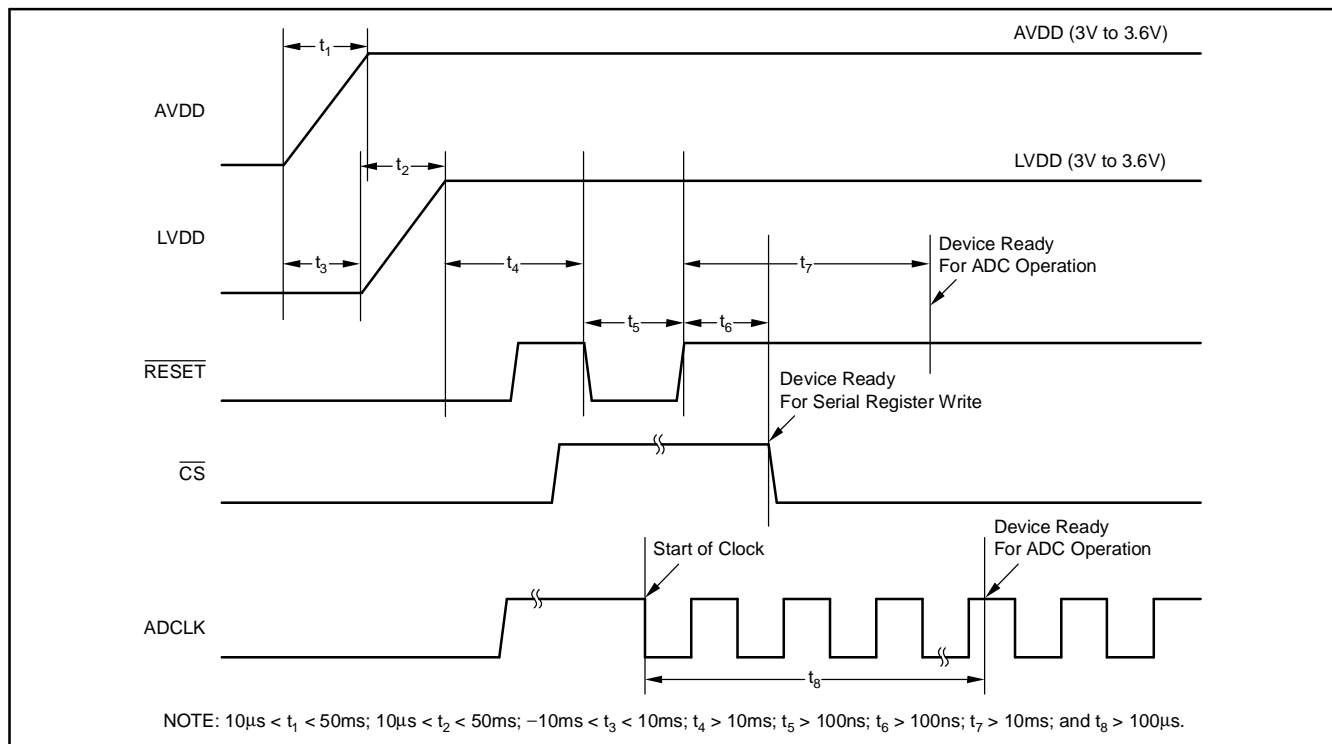 t₁
AVDD (3V to 3.6V)
AVDD
t₂
LVDD (3V to 3.6V)
LVDD
t₃
t₄
t₇
Device Ready
For ADC Operation
t₅
t₆
RESET
Device Ready
For Serial Register Write
CS
Start of Clock
Device Ready
For ADC Operation
ADCLK
t₈
NOTE: 10µs < t₁ < 50ms; 10µs < t₂ < 50ms; −10ms < t₃ < 10ms; t₄ > 10ms; t₅ > 100ns; t₆ > 100ns; t₇ > 10ms; and t₈ > 100µs.